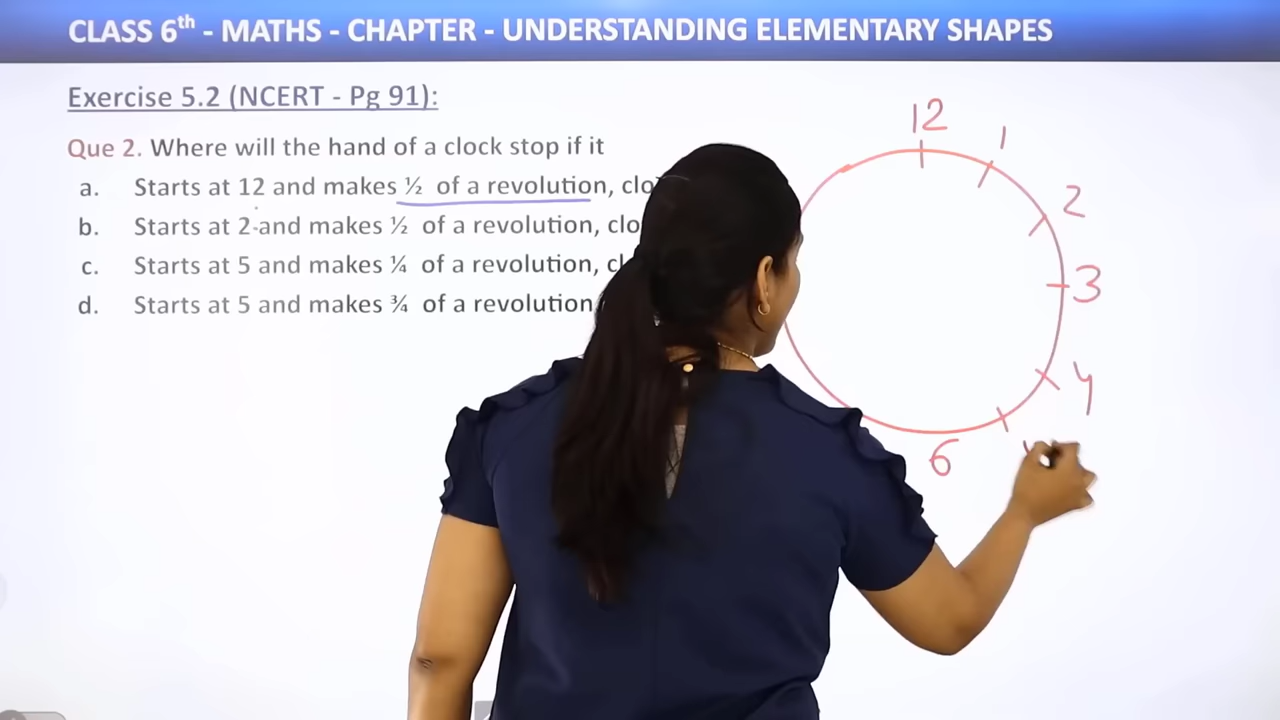 CLASS 6th - MATHS - CHAPTER - UNDERSTANDING ELEMENTARY SHAPES
Exercise 5.2 (NCERT - Pg 91):
Que 2. Where will the hand of a clock stop if it
a. Starts at 12 and makes ½ of a revolution,
b. Starts at 2 and makes ½ of a revolution,
c. Starts at 5 and makes ¼ of a revolution,
d. Starts at 5 and makes ¾ of a revolution
12
1
2
3
4
6